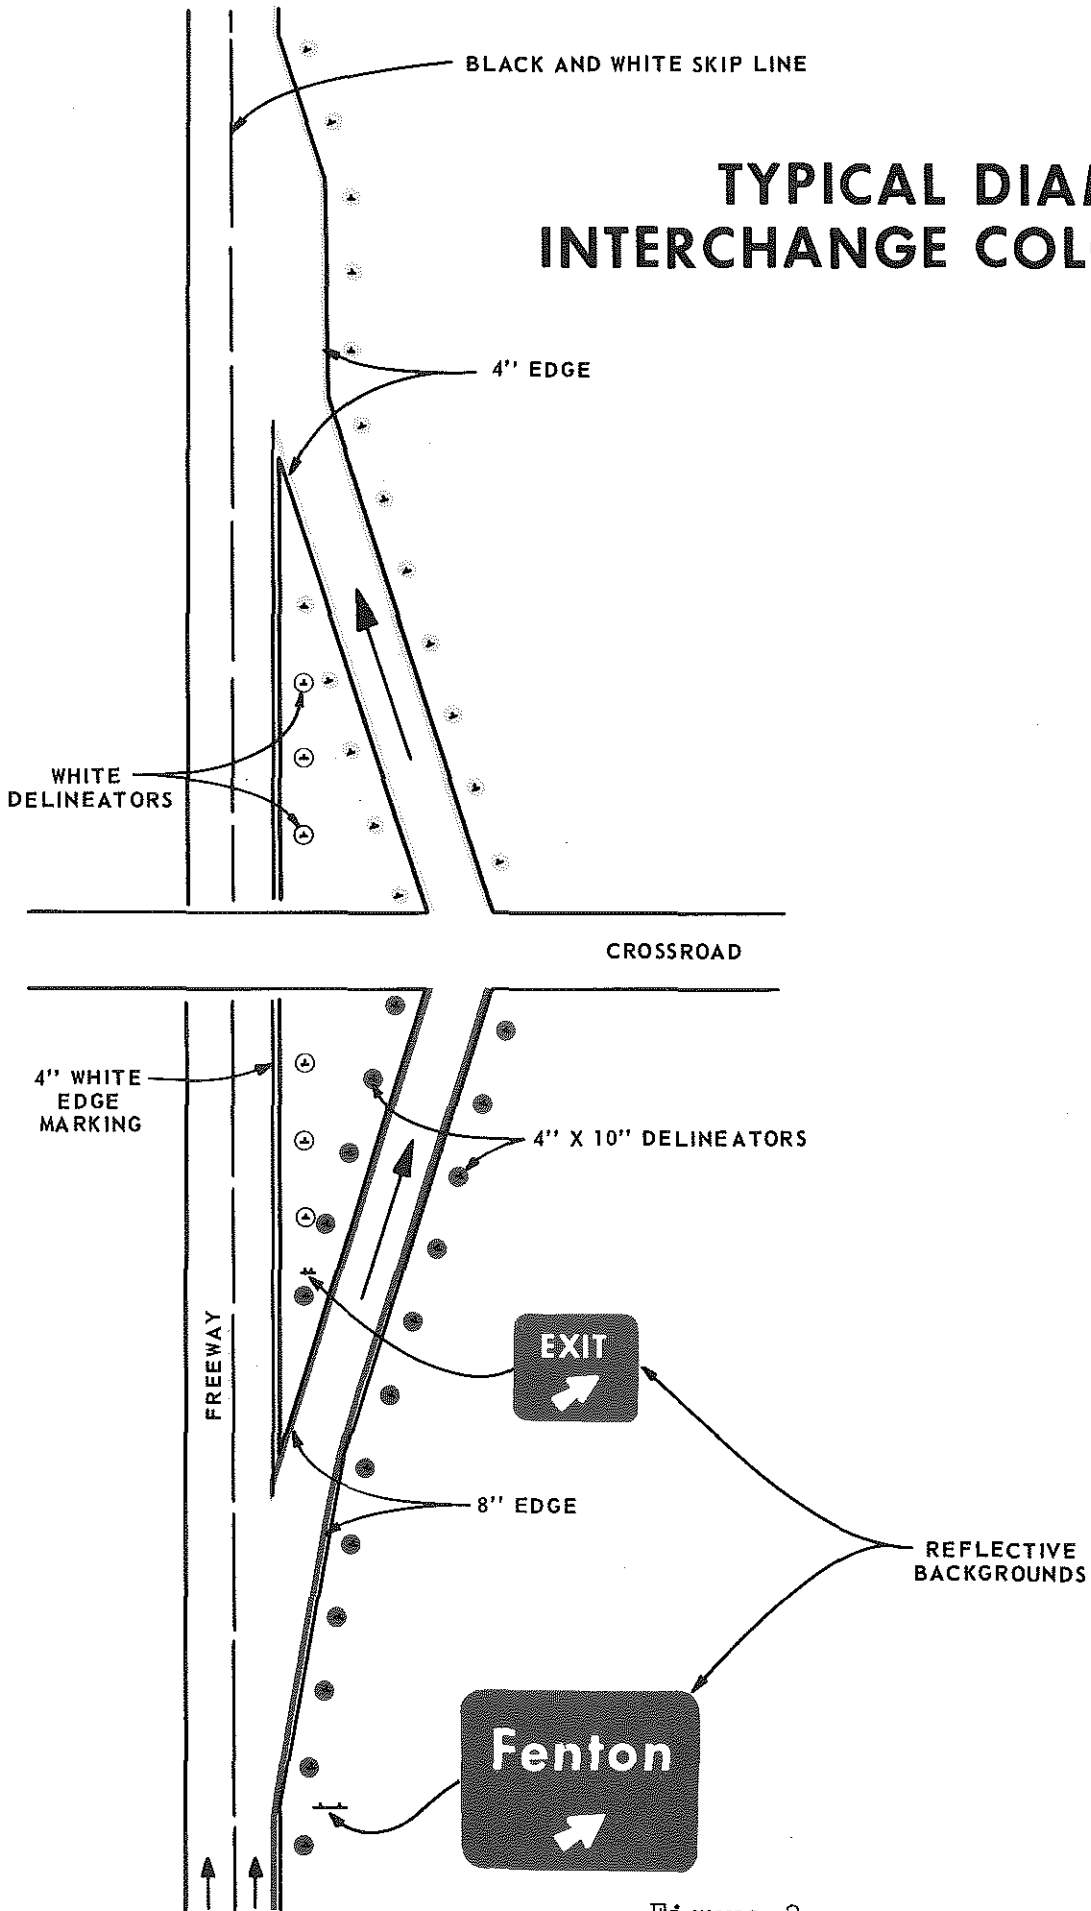 BLACK AND WHITE SKIP LINE
TYPICAL DIAM
INTERCHANGE COL
4'' EDGE
WHITE
DELINEATORS
CROSSROAD
4'' WHITE
EDGE
MARKING
4'' X 10'' DELINEATORS
FREEWAY
EXIT
8'' EDGE
REFLECTIVE
BACKGROUNDS
Fenton